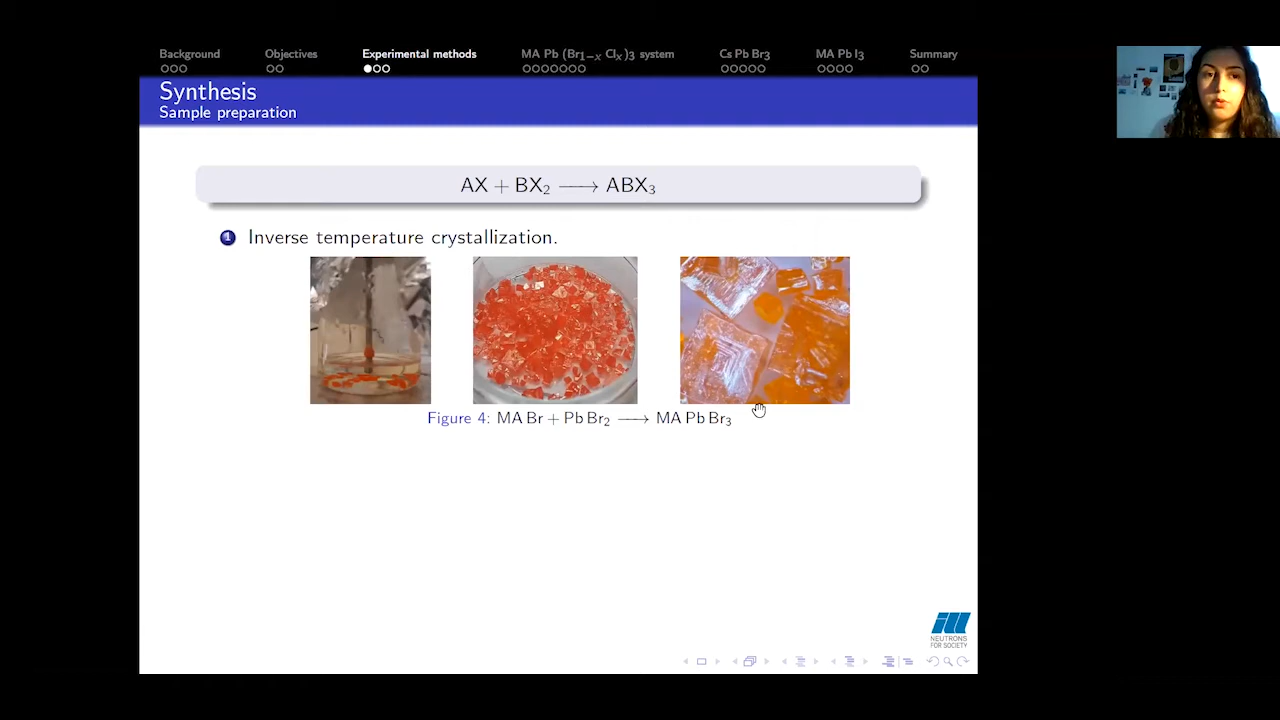 Background Objectives Experimental methods MA Pb (Br₁₋ₓ Clₓ)₃ system Cs Pb Br₃ MA Pb I₃ Summary
Synthesis
Sample preparation
AX + BX₂ ⟶ ABX₃
1 Inverse temperature crystallization.
Figure 4: MA Br + Pb Br₂ ⟶ MA Pb Br₃
ill
NEUTRONS
FOR SOCIETY